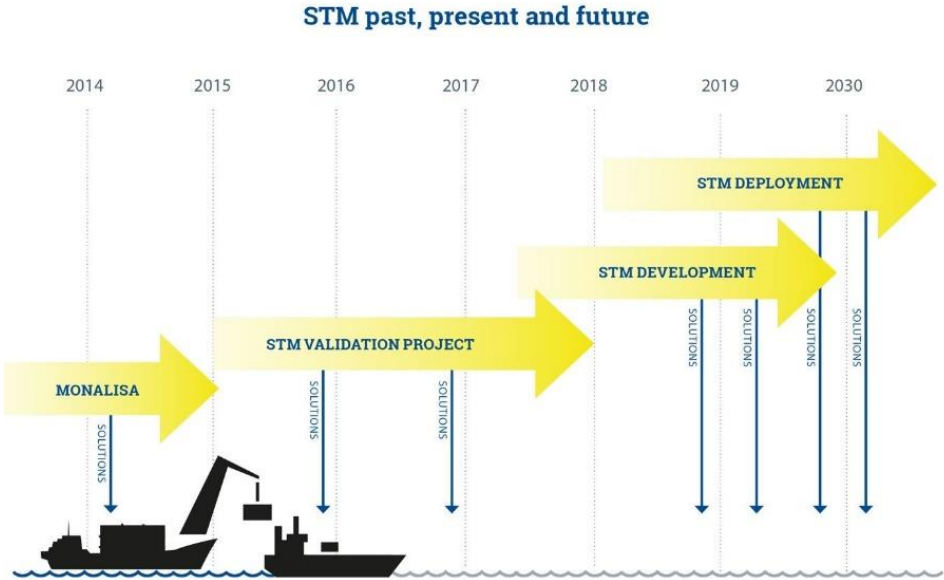 STM past, present and future
2014 2015 2016 2017 2018 2019 2030
STM DEPLOYMENT
STM DEVELOPMENT
STM VALIDATION PROJECT
MONALISA
SOLUTIONS
SOLUTIONS
SOLUTIONS
SOLUTIONS
SOLUTIONS
SOLUTIONS
SOLUTIONS